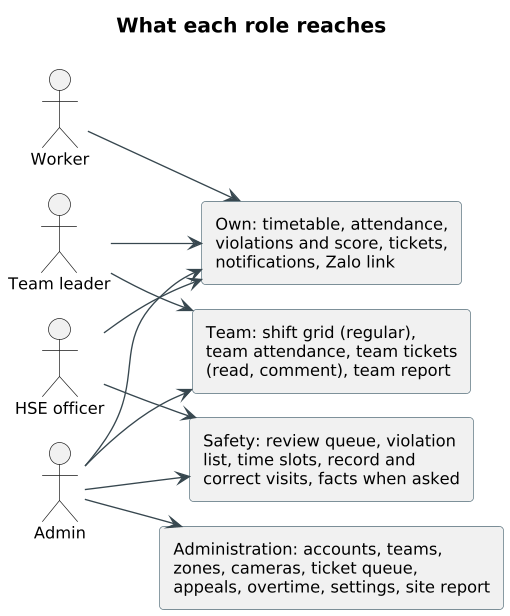 What each role reaches
Worker
Own: timetable, attendance,
violations and score, tickets,
notifications, Zalo link
Team leader
Team: shift grid (regular),
team attendance, team tickets
(read, comment), team report
HSE officer
Safety: review queue, violation
list, time slots, record and
correct visits, facts when asked
Admin
Administration: accounts, teams,
zones, cameras, ticket queue,
appeals, overtime, settings, site report